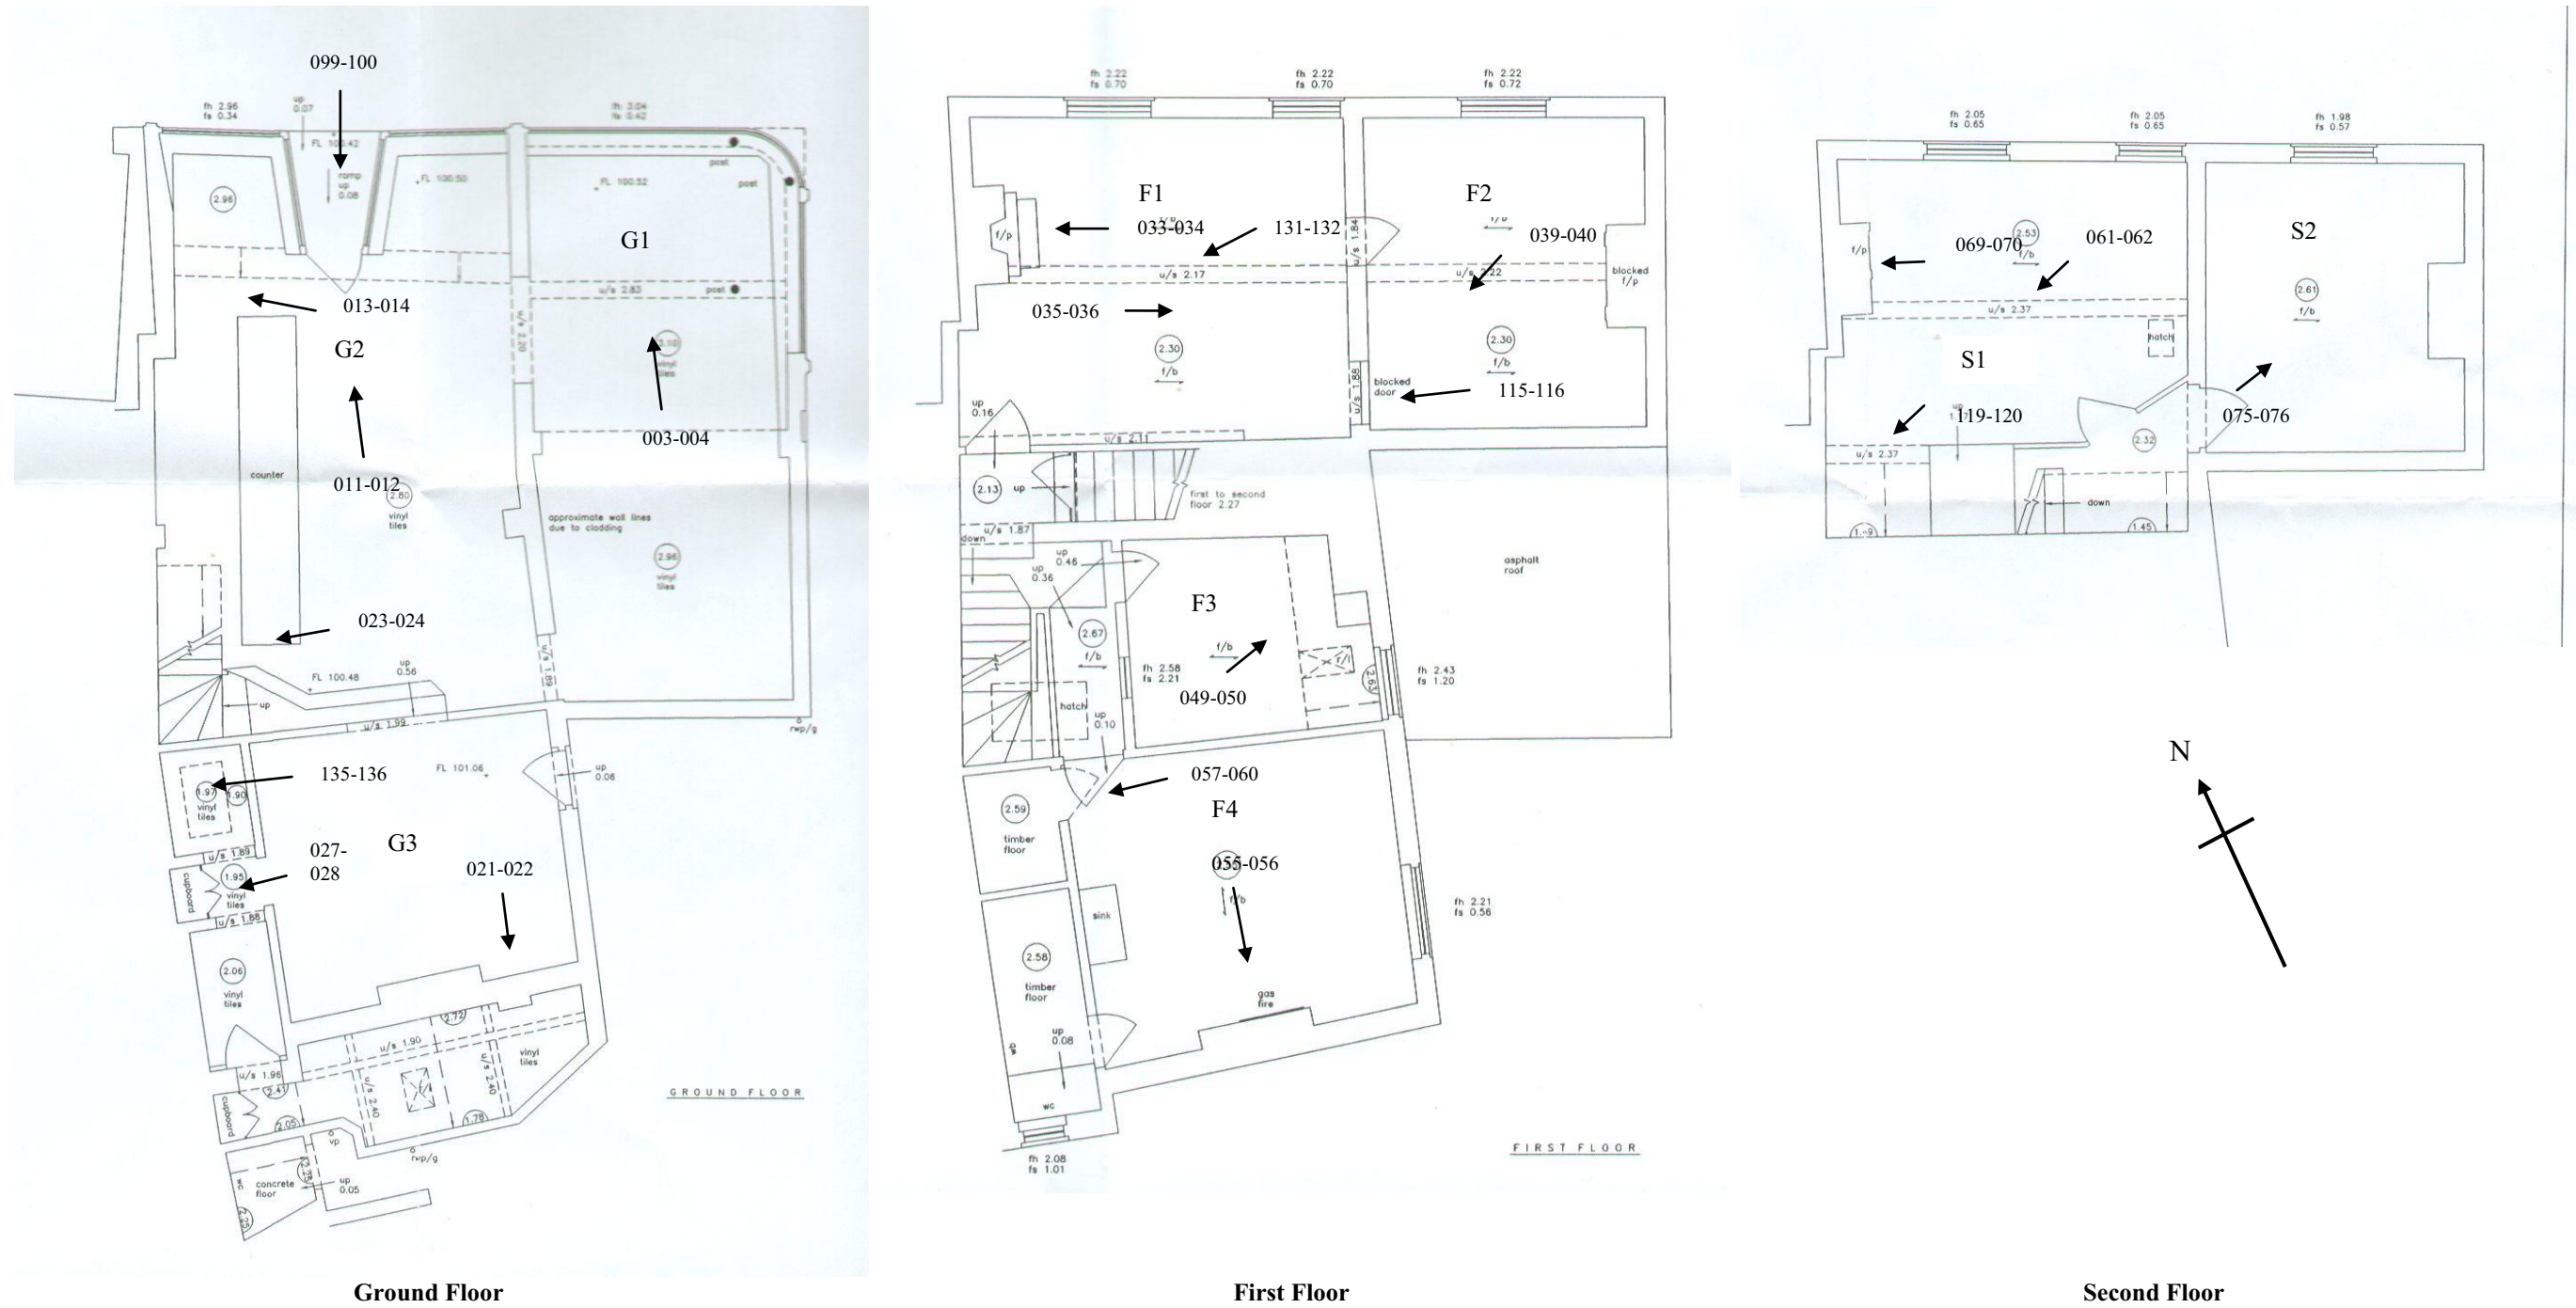 099-100
fh 2.96
fs 0.34
up
0.07
fh 3.04
fs 0.42
FL 100.42
ramp
up
0.08
2.96
FL 100.50
FL 100.52
post
post
G1
u/s 2.83
post
013-014
G2
u/s 2.20
3.10
vinyl
tiles
003-004
counter
011-012
2.80
vinyl
tiles
approximate wall lines
due to cladding
2.96
vinyl
tiles
023-024
u/s 1.89
up
0.56
FL 100.48
up
u/s 1.99
rwp/g
135-136
FL 101.06
up
0.06
1.97
1.90
vinyl
tiles
G3
u/s 1.89
027-
028
021-022
cupboard
1.95
vinyl
tiles
u/s 1.88
2.06
vinyl
tiles
2.72
u/s 1.90
vinyl
tiles
u/s 1.96
2.41
u/s 2.40
u/s 2.40
cupboard
2.05
1.78
vp
rwp/g
2.25
wc
concrete
floor
up
0.05
2.25
GROUND FLOOR
Ground Floor
fh 2.22
fs 0.70
fh 2.22
fs 0.70
fh 2.22
fs 0.72
F1
F2
f/p
033-034
131-132
u/s 1.84
f/b
039-040
u/s 2.17
u/s 2.22
blocked
f/p
035-036
2.30
f/b
2.30
f/b
blocked
door
u/s 1.88
115-116
up
0.16
u/s 2.11
2.13
up
first to second
floor 2.27
u/s 1.87
down
up
0.46
up
0.36
asphalt
roof
F3
2.67
f/b
f/b
fh 2.58
fs 2.21
049-050
r/l
2.63
fh 2.43
fs 1.20
hatch
up
0.10
057-060
F4
2.59
timber
floor
055-056
f/b
sink
fh 2.21
fs 0.56
2.58
timber
floor
gas
fire
up
0.08
wc
fh 2.08
fs 1.01
FIRST FLOOR
First Floor
fh 2.05
fs 0.65
fh 2.05
fs 0.65
fh 1.98
fs 0.57
f/p
069-070
2.53
f/b
061-062
S2
2.61
f/b
u/s 2.37
hatch
S1
up
119-120
075-076
2.32
u/s 2.37
down
1.45
N
Second Floor